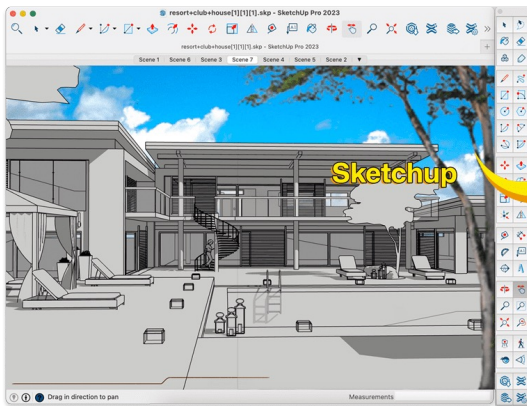 resort+club+house[1][1][1].skp - SketchUp Pro 2023
resort+club+house[1][1][1].skp - SketchUp Pro 2023
Scene 1 Scene 6 Scene 3 Scene 7 Scene 4 Scene 5 Scene 2
Sketchup
Drag in direction to pan
Measurements